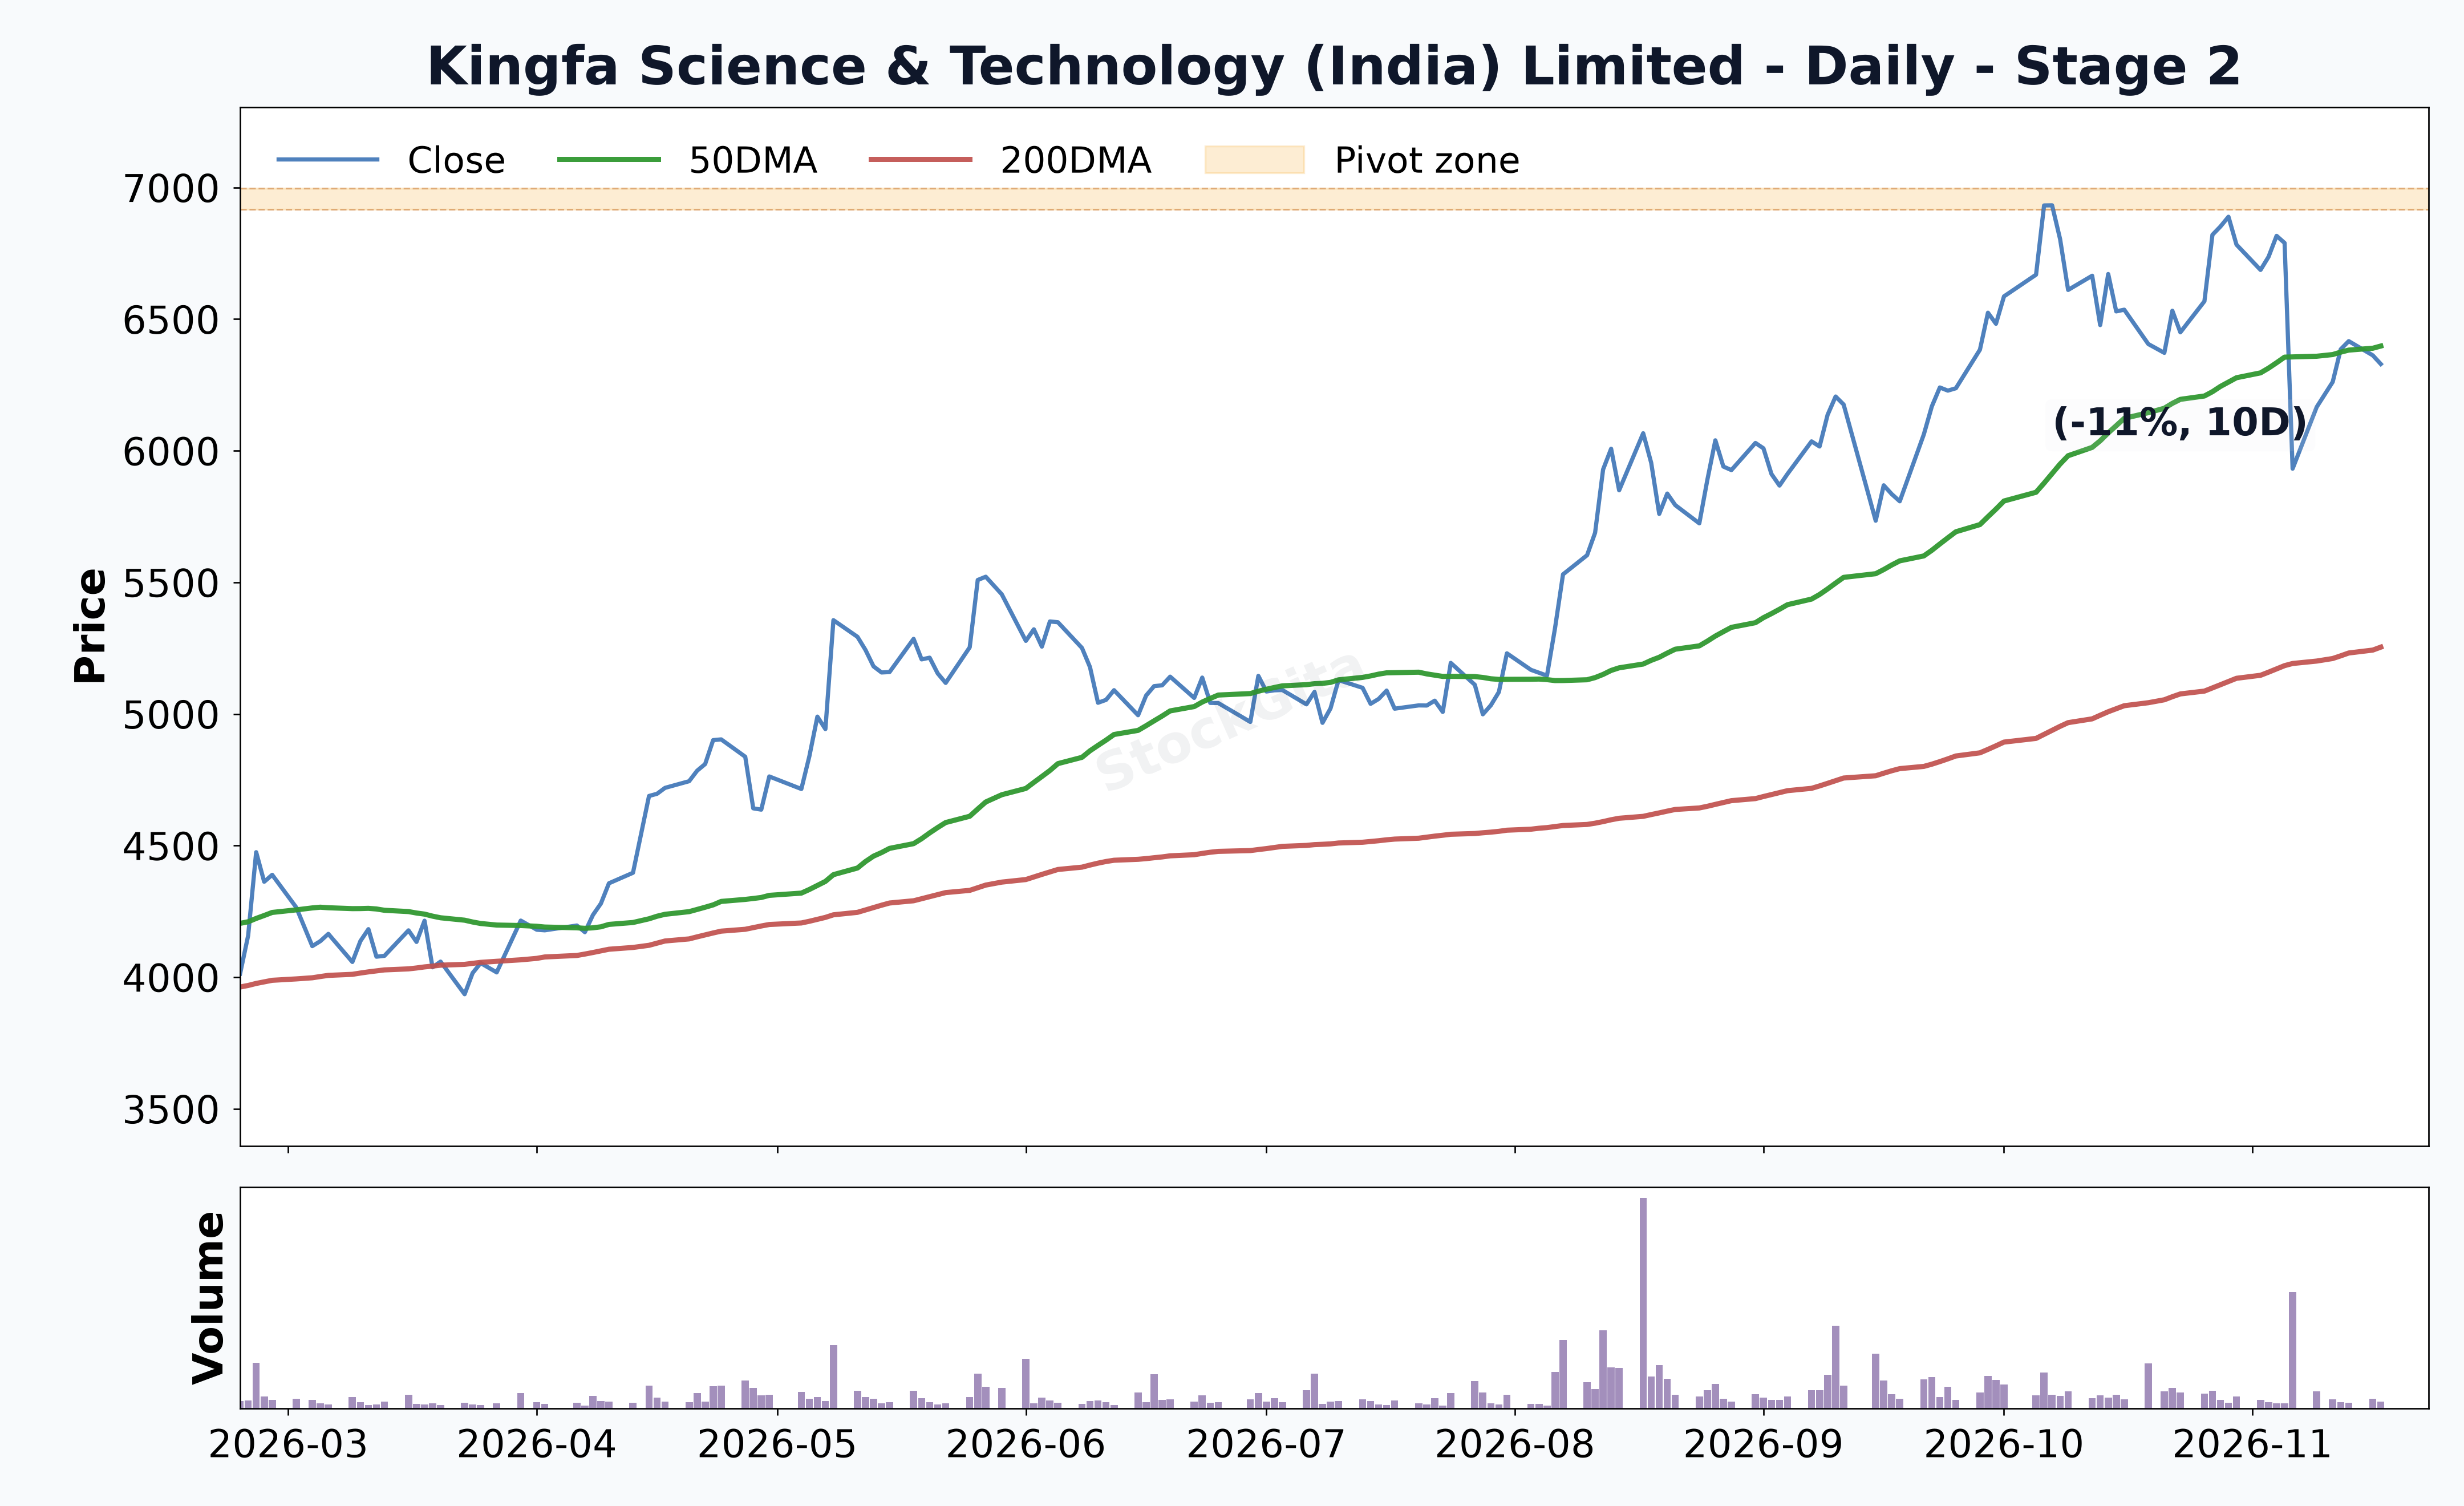 Kingfa Science & Technology (India) Limited - Daily - Stage 2
Close 50DMA 200DMA Pivot zone
7000
6500
6000
5500
5000
4500
4000
3500
Price
(-11%, 10D)
StockGita
Volume
2026-03 2026-04 2026-05 2026-06 2026-07 2026-08 2026-09 2026-10 2026-11